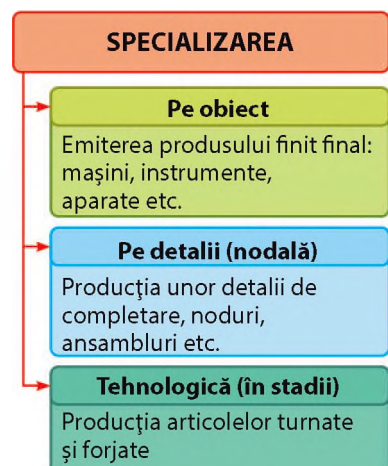 SPECIALIZAREA
Pe obiect
Emiterea produsului finit final:
maşini, instrumente,
aparate etc.
Pe detalii (nodală)
Producţia unor detalii de
completare, noduri,
ansambluri etc.
Tehnologică (în stadii)
Producţia articolelor turnate
şi forjate